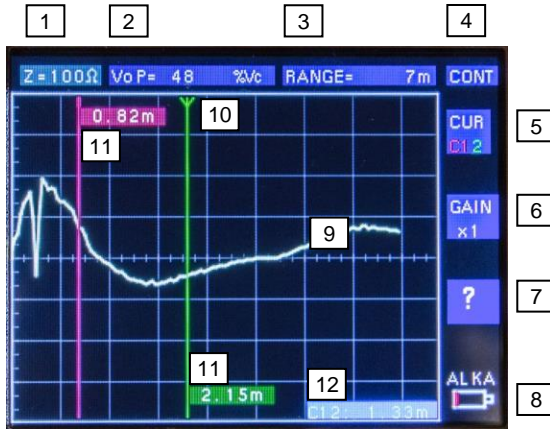 1 2 3 4
Z=100Ω VoP= 48 %Vc RANGE= 7m CONT
0.82m 10 CUR 5
11 C1 2
GAIN 6
9 x1
? 7
11 12 ALKA
2.15m C12: 1.33m 8